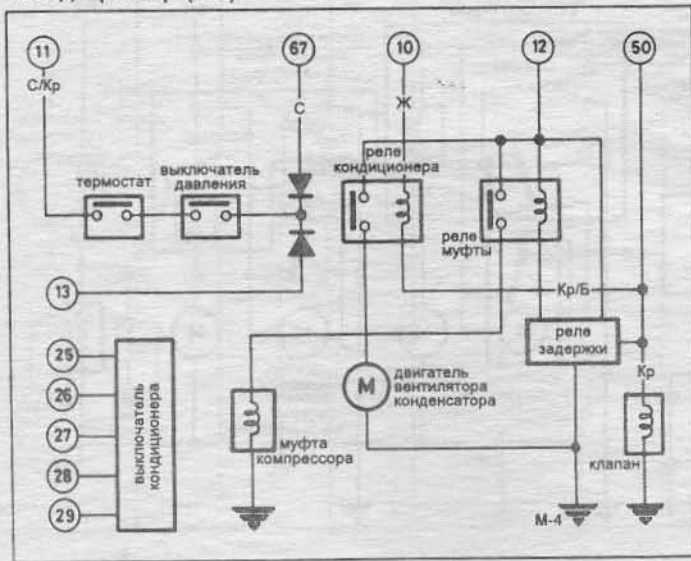 11
67
10
12
50
С/Кр
С
Ж
термостат
выключатель
давления
реле
кондиционера
реле
муфты
13
Кр/Б
реле
задержки
25
26
27
28
29
выключатель
кондиционера
М
двигатель
вентилятора
конденсатора
муфта
компрессора
Кр
клапан
М-4